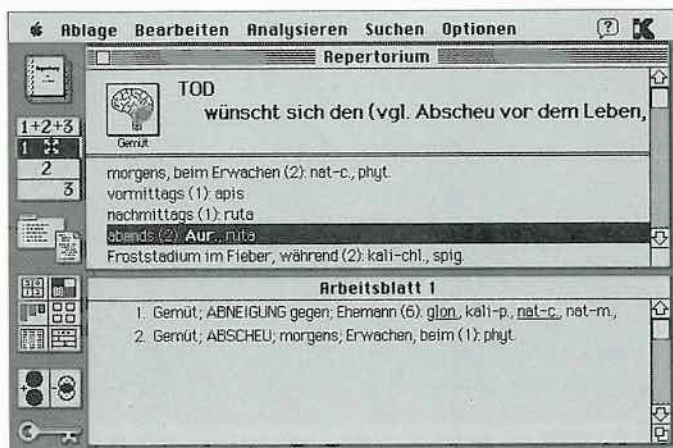 Ablage Bearbeiten Analysieren Suchen Optionen
Repertorium
TOD
wünscht sich den (vgl. Abscheu vor dem Leben,
Gemüt
1+2+3
1
2
3
morgens, beim Erwachen (2): nat-c., phyt.
vormittags (1): apis
nachmittags (1): ruta
abends (2): Aur., ruta
Froststadium im Fieber, während (2): kali-chl., spig.
Arbeitsblatt 1
1. Gemüt; ABNEIGUNG gegen; Ehemann (6): glon., kali-p., nat-c., nat-m.,
2. Gemüt; ABSCHEU; morgens; Erwachen, beim (1): phyt.